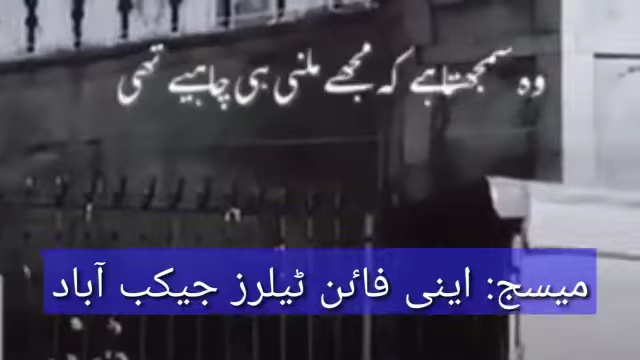 وہ سمجھتا ہے کہ مجھے ملنی ہی چاہیے تھی
میسج: اینی فائن ٹیلرز جیکب آباد